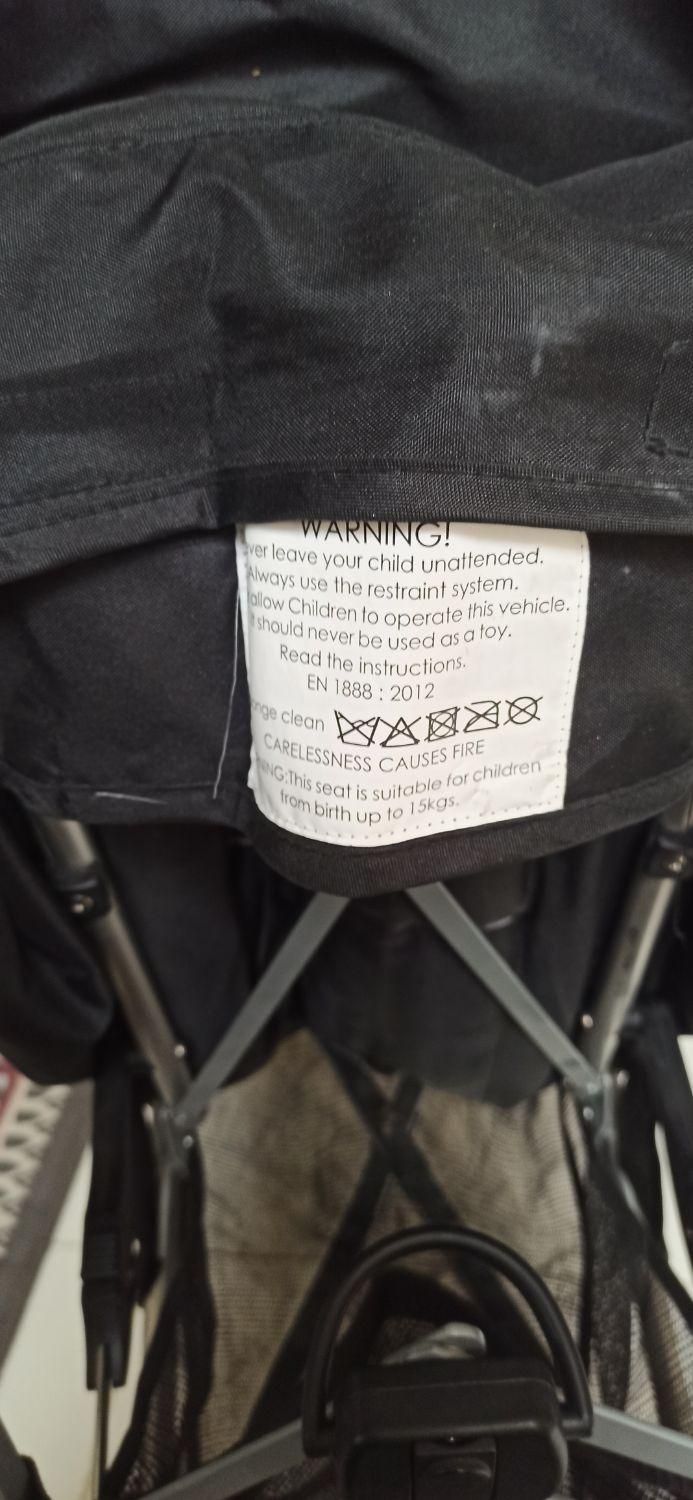 WARNING!
ver leave your child unattended.
Always use the restraint system.
allow Children to operate this vehicle.
should never be used as a toy.
Read the instructions.
EN 1888 : 2012
nge clean
CARELESSNESS CAUSES FIRE
NG:This seat is suitable for children
from birth up to 15kgs.